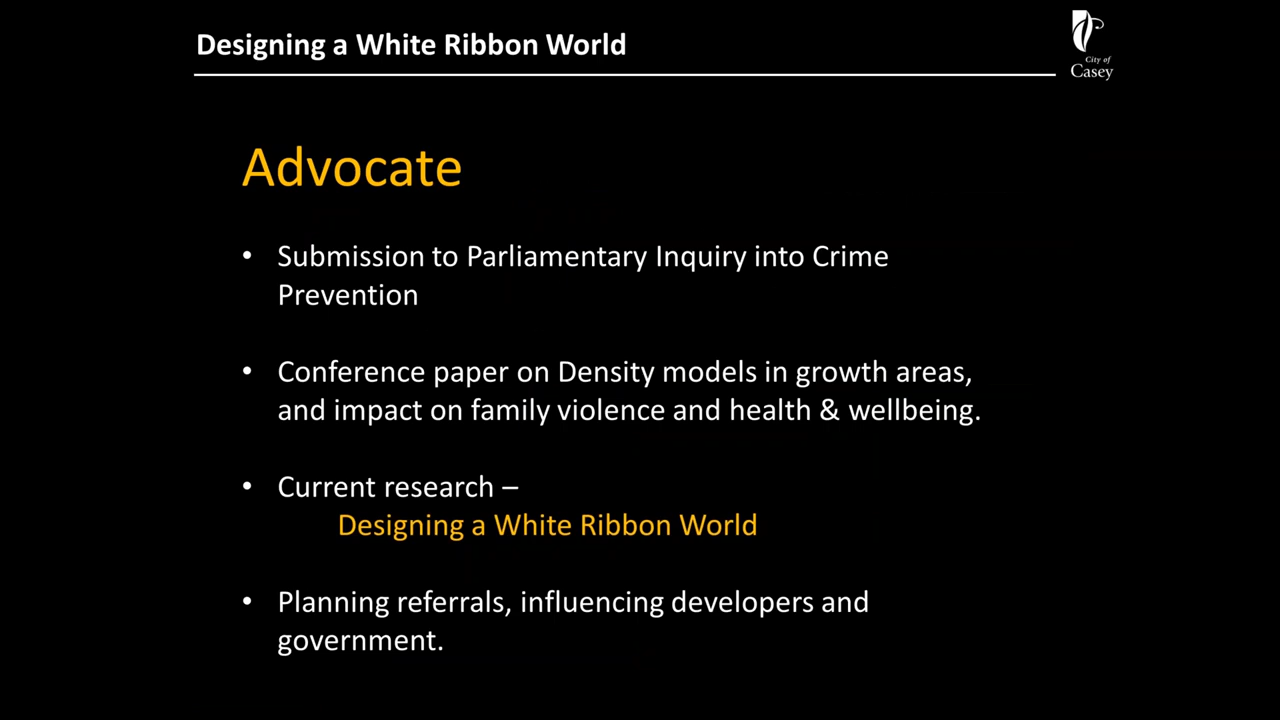 Designing a White Ribbon World
City of
Casey
Advocate
• Submission to Parliamentary Inquiry into Crime
Prevention
• Conference paper on Density models in growth areas,
and impact on family violence and health & wellbeing.
• Current research –
Designing a White Ribbon World
• Planning referrals, influencing developers and
government.